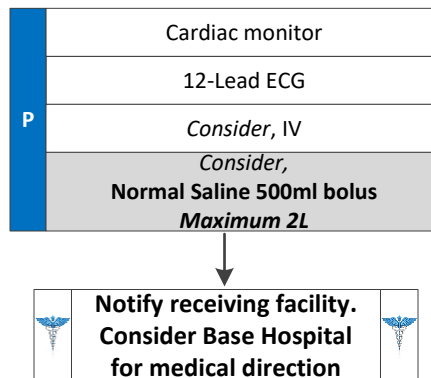 P
Cardiac monitor
12-Lead ECG
Consider, IV
Consider,
Normal Saline 500ml bolus
Maximum 2L
Notify receiving facility.
Consider Base Hospital
for medical direction